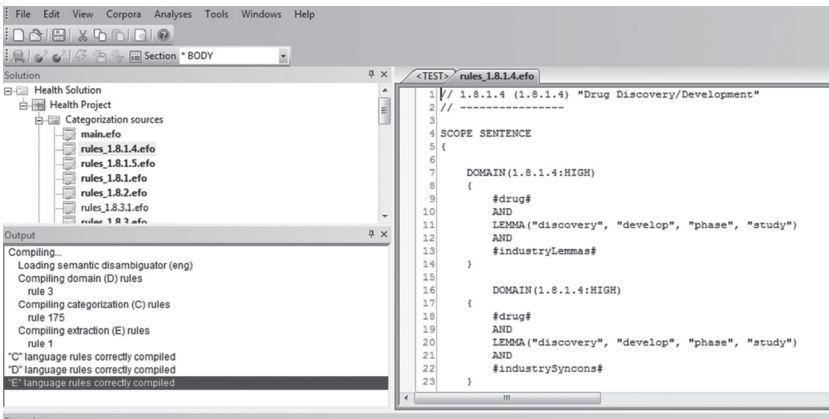 File Edit View Corpora Analyses Tools Windows Help
Section * BODY
Solution
Health Solution
Health Project
Categorization sources
main.efo
rules_1.8.1.4.efo
rules_1.8.1.5.efo
rules_1.8.1.efo
rules_1.8.2.efo
rules_1.8.3.1.efo
rules_1.8.3.efo
Output
Compiling...
Loading semantic disambiguator (eng)
Compiling domain (D) rules
rule 3
Compiling categorization (C) rules
rule 175
Compiling extraction (E) rules
rule 1
"C" language rules correctly compiled
"D" language rules correctly compiled
"E" language rules correctly compiled
<TEST> rules_1.8.1.4.efo
1 // 1.8.1.4 (1.8.1.4) "Drug Discovery/Development"
2 // ----------------
3
4 SCOPE SENTENCE
5 {
6
7 DOMAIN(1.8.1.4:HIGH)
8 {
9 #drug#
10 AND
11 LEMMA("discovery", "develop", "phase", "study")
12 AND
13 #industryLemmas#
14 }
15
16 DOMAIN(1.8.1.4:HIGH)
17 {
18 #drug#
19 AND
20 LEMMA("discovery", "develop", "phase", "study")
21 AND
22 #industrySyncons#
23 }